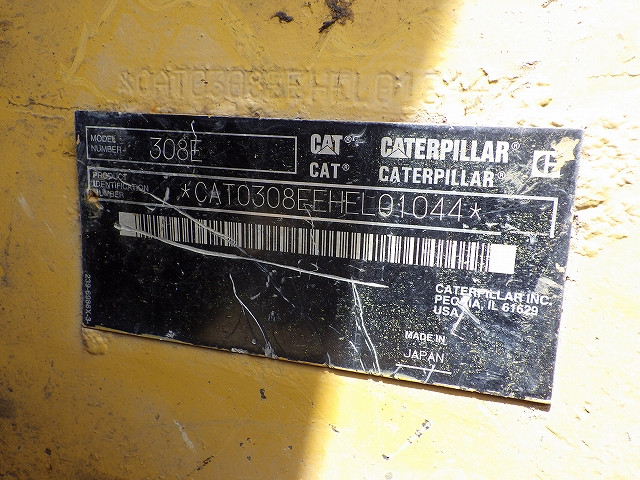 *CAT0308EEHEL01044*
MODEL NUMBER 308E
CAT® CATERPILLAR®
CAT® CATERPILLAR®
PRODUCT IDENTIFICATION NUMBER *CAT0308EEHEL01044*
CATERPILLAR INC.
PEORIA, IL 61629
USA
MADE IN
JAPAN